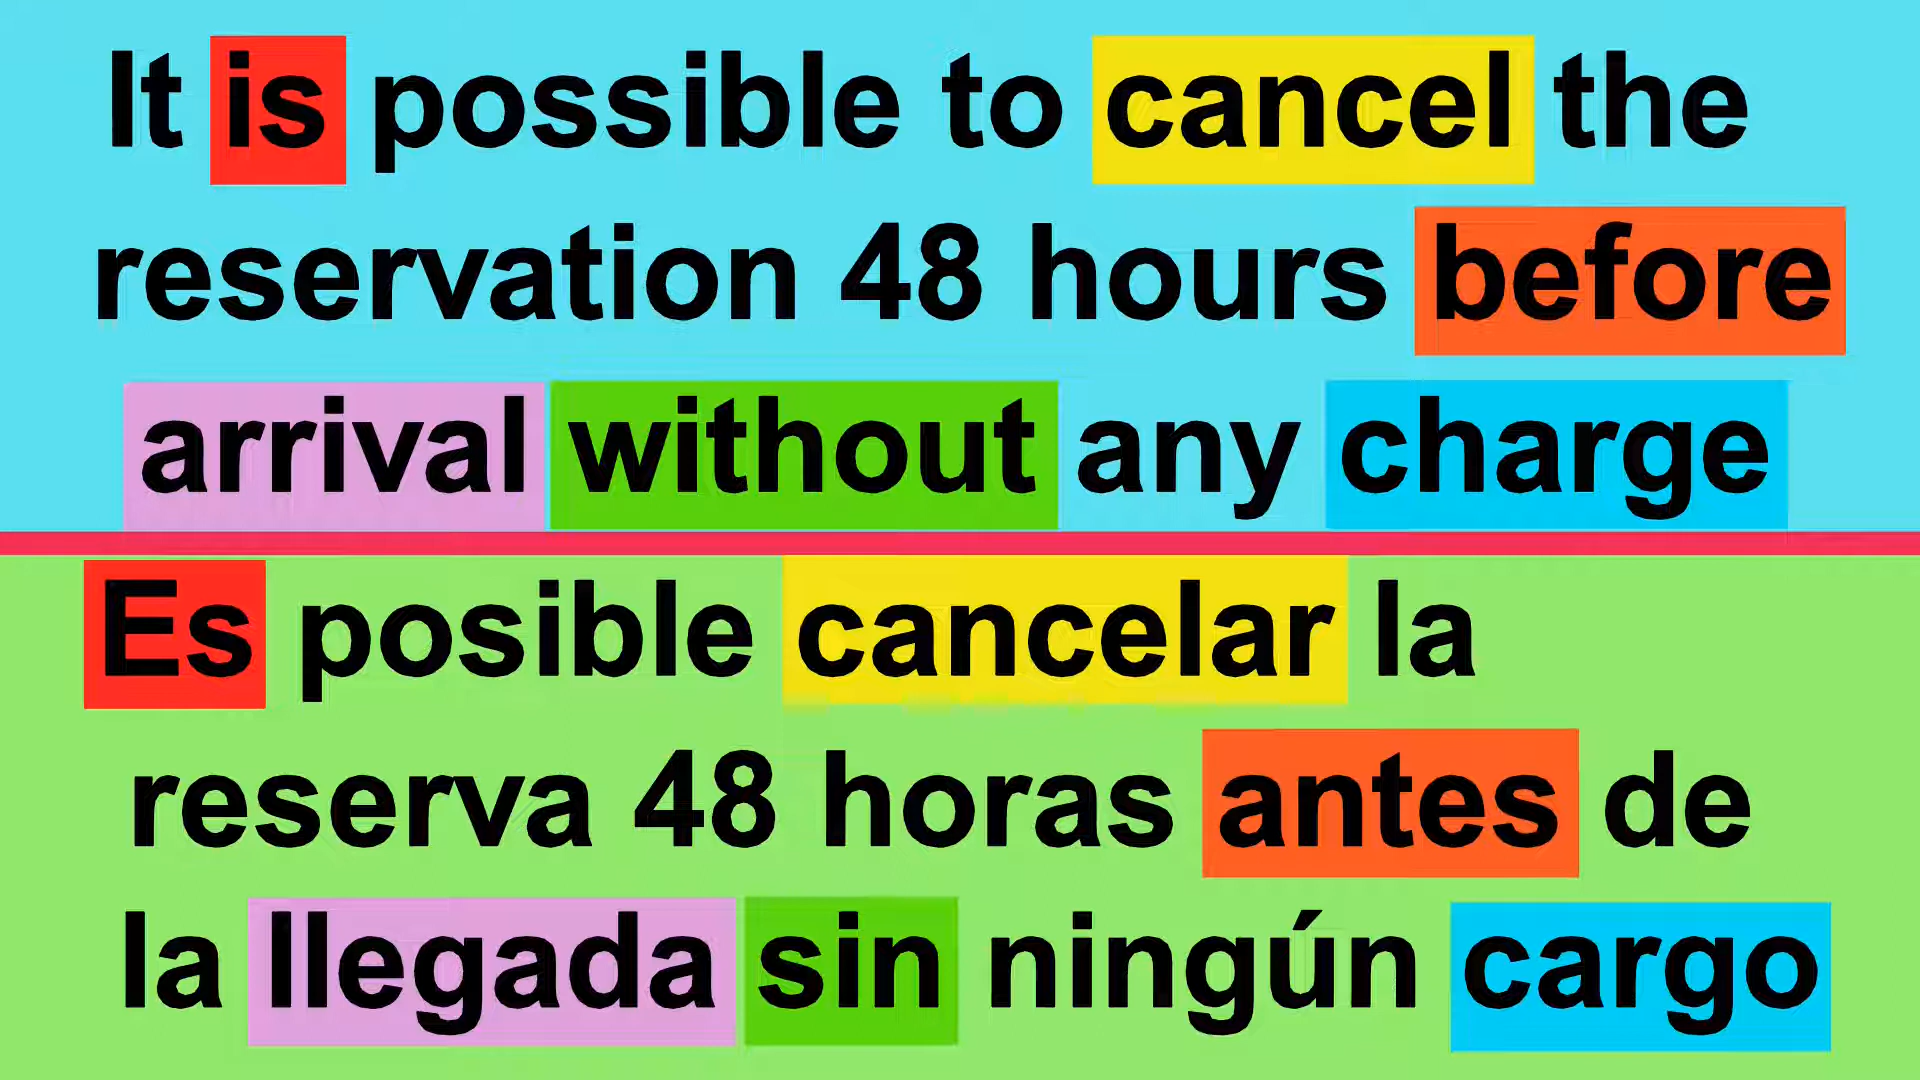 It is possible to cancel the
reservation 48 hours before
arrival without any charge
Es posible cancelar la
reserva 48 horas antes de
la llegada sin ningún cargo